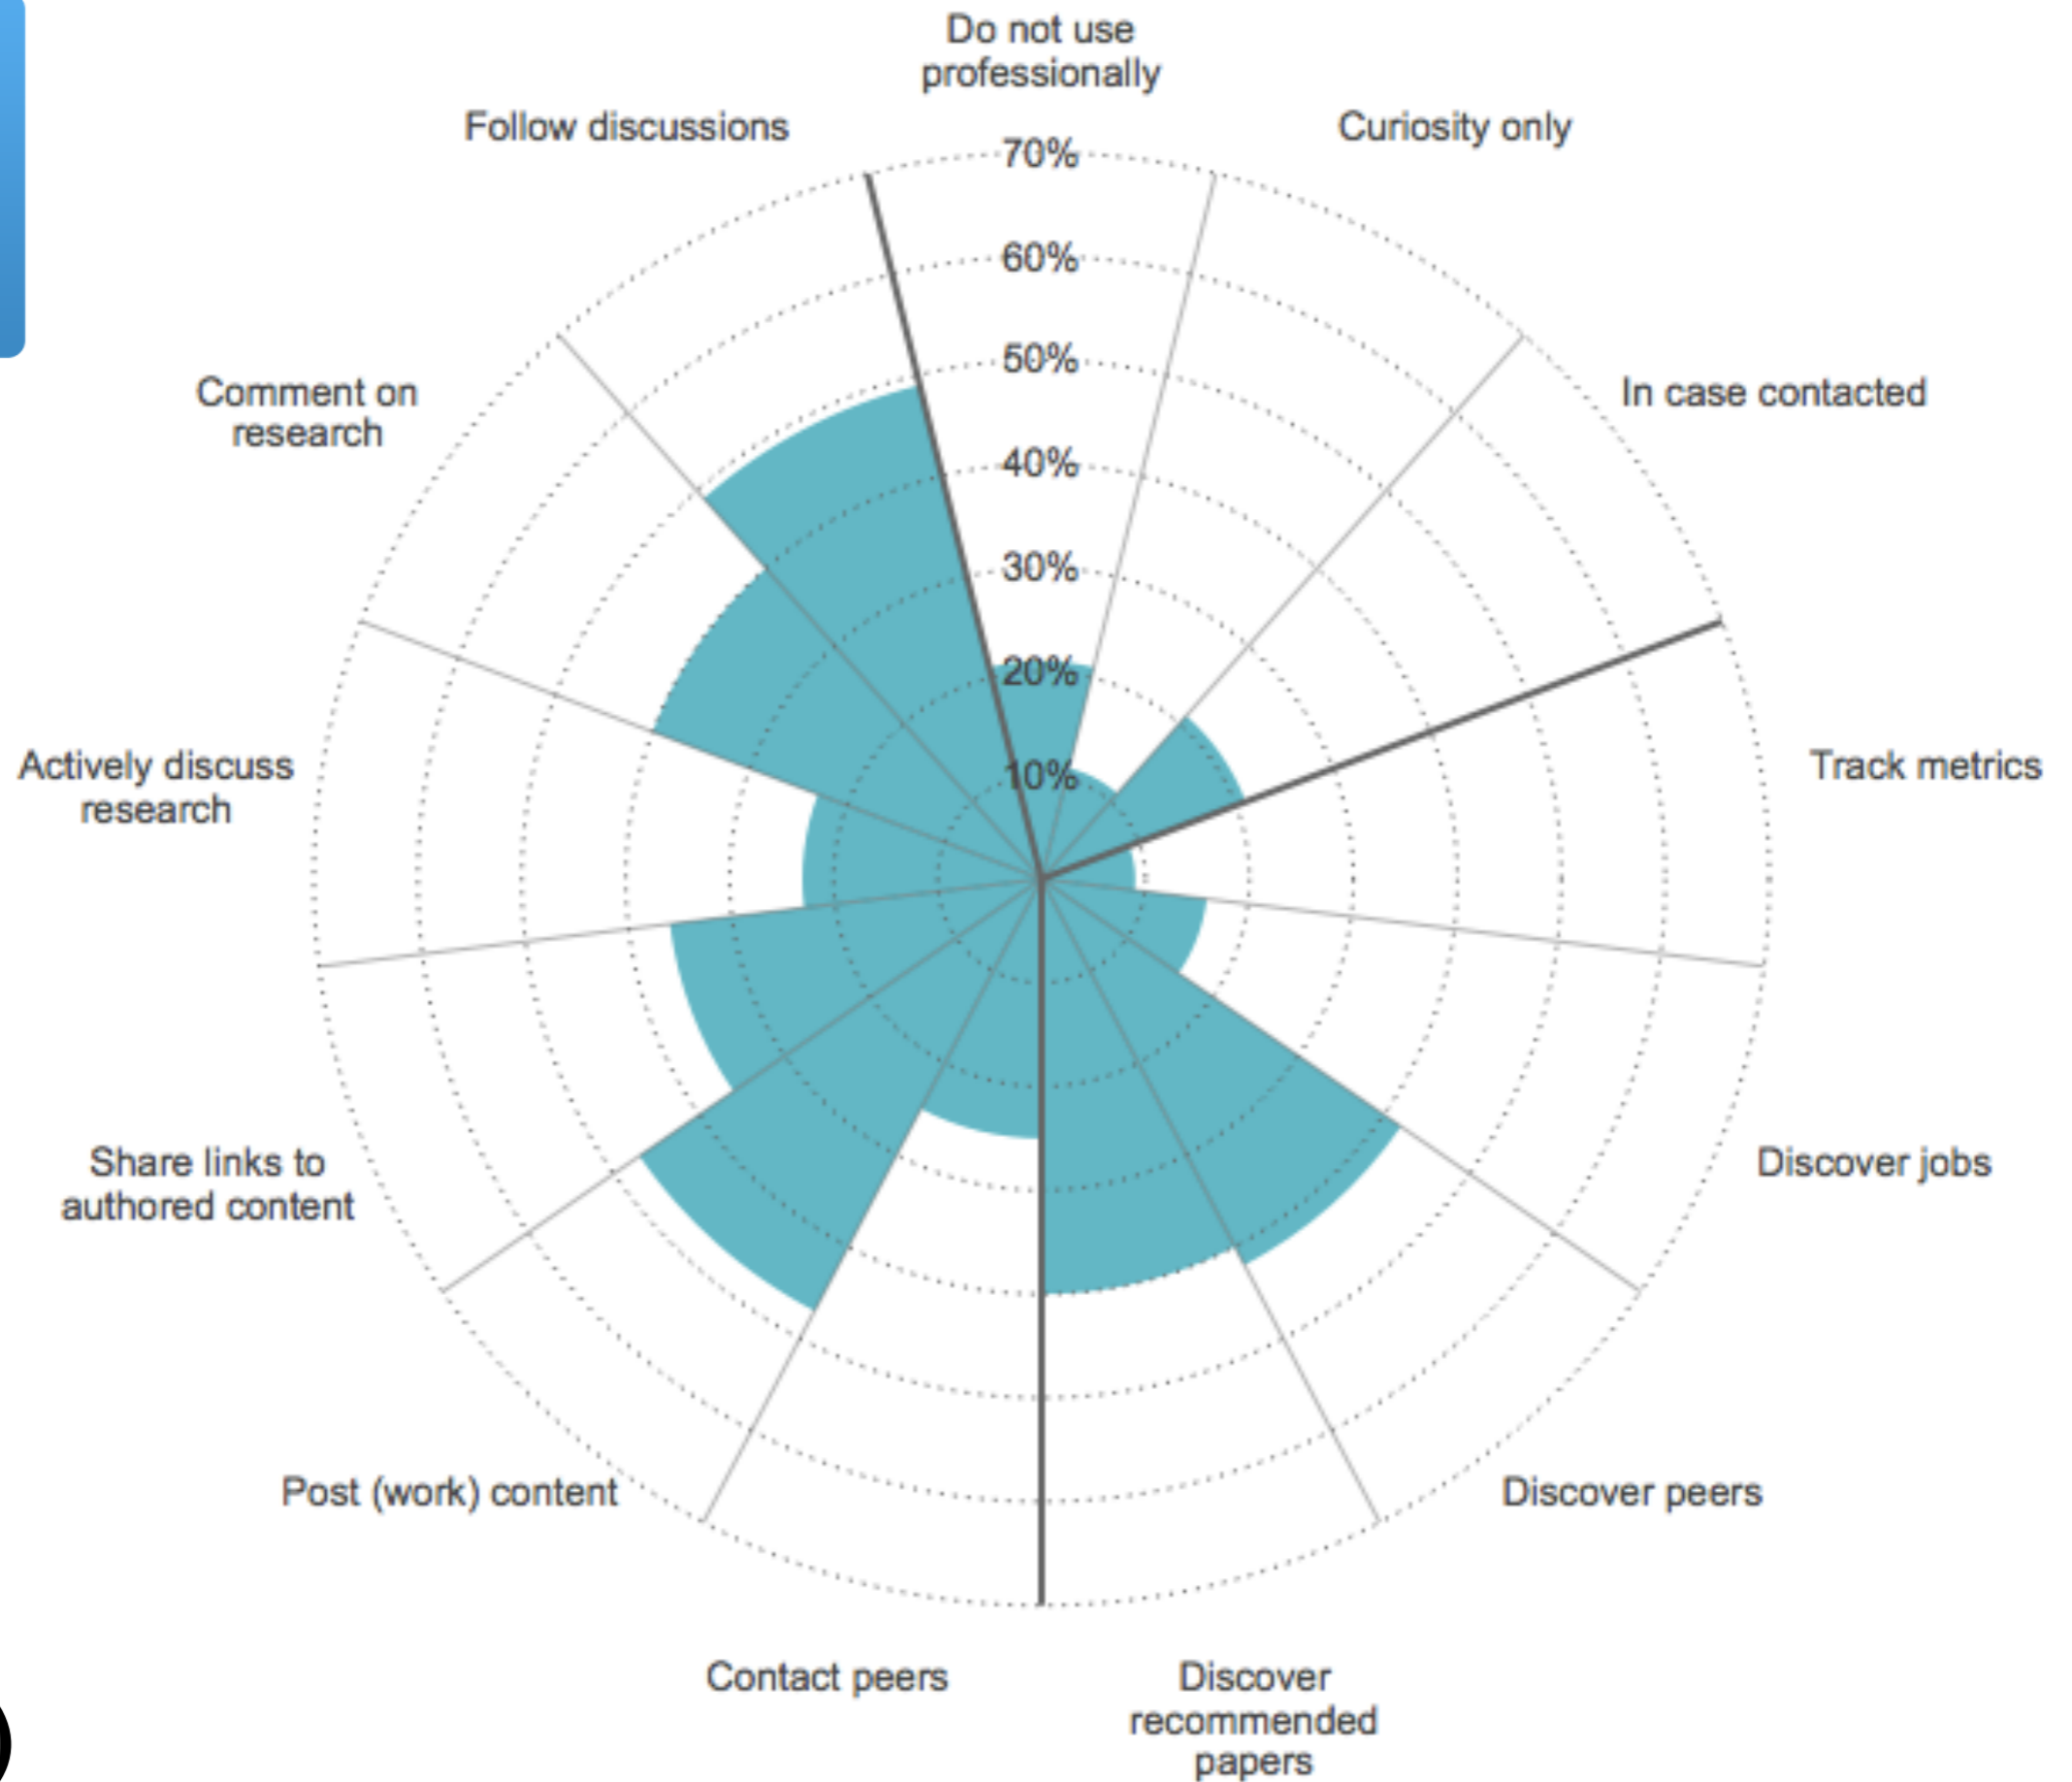 Do not use
professionally
Follow discussions
Curiosity only
70%
60%
50%
40%
30%
20%
10%
Comment on
research
In case contacted
Actively discuss
research
Track metrics
Share links to
authored content
Discover jobs
Post (work) content
Discover peers
Contact peers
Discover
recommended
papers